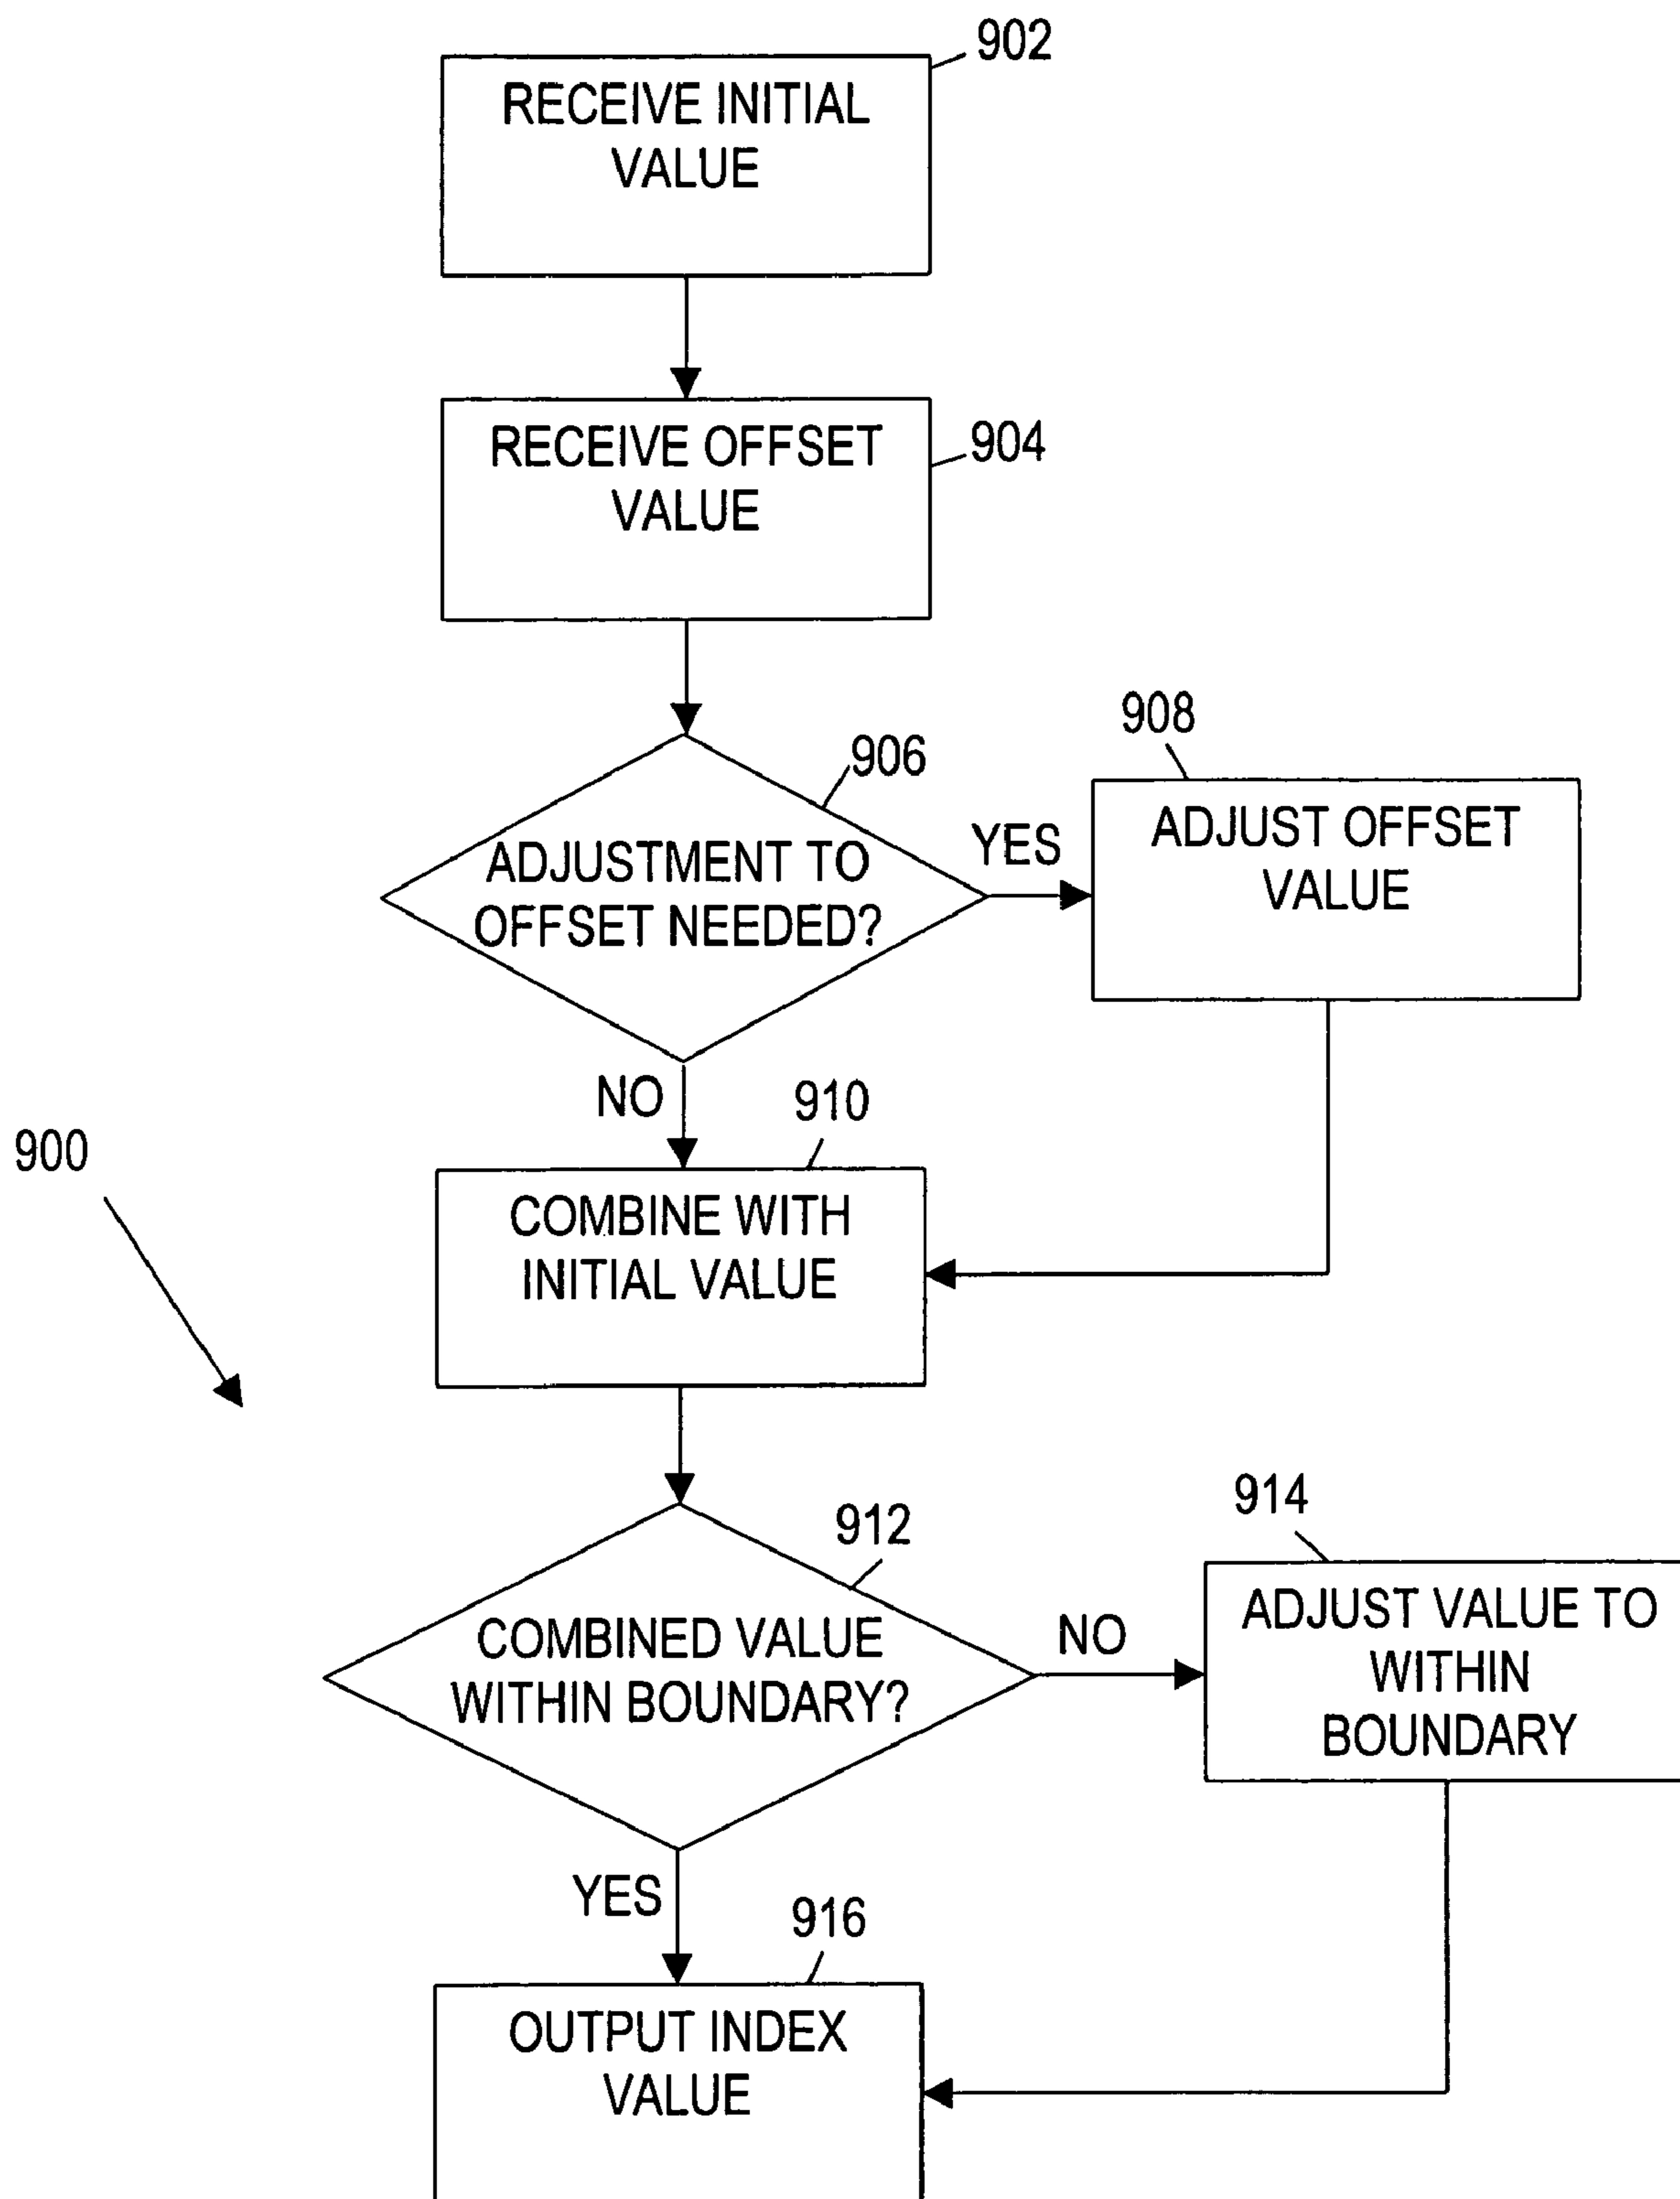 902
RECEIVE INITIAL
VALUE
904
RECEIVE OFFSET
VALUE
906
ADJUSTMENT TO
OFFSET NEEDED?
YES
908
ADJUST OFFSET
VALUE
NO
910
COMBINE WITH
INITIAL VALUE
900
912
COMBINED VALUE
WITHIN BOUNDARY?
NO
914
ADJUST VALUE TO
WITHIN
BOUNDARY
YES
916
OUTPUT INDEX
VALUE